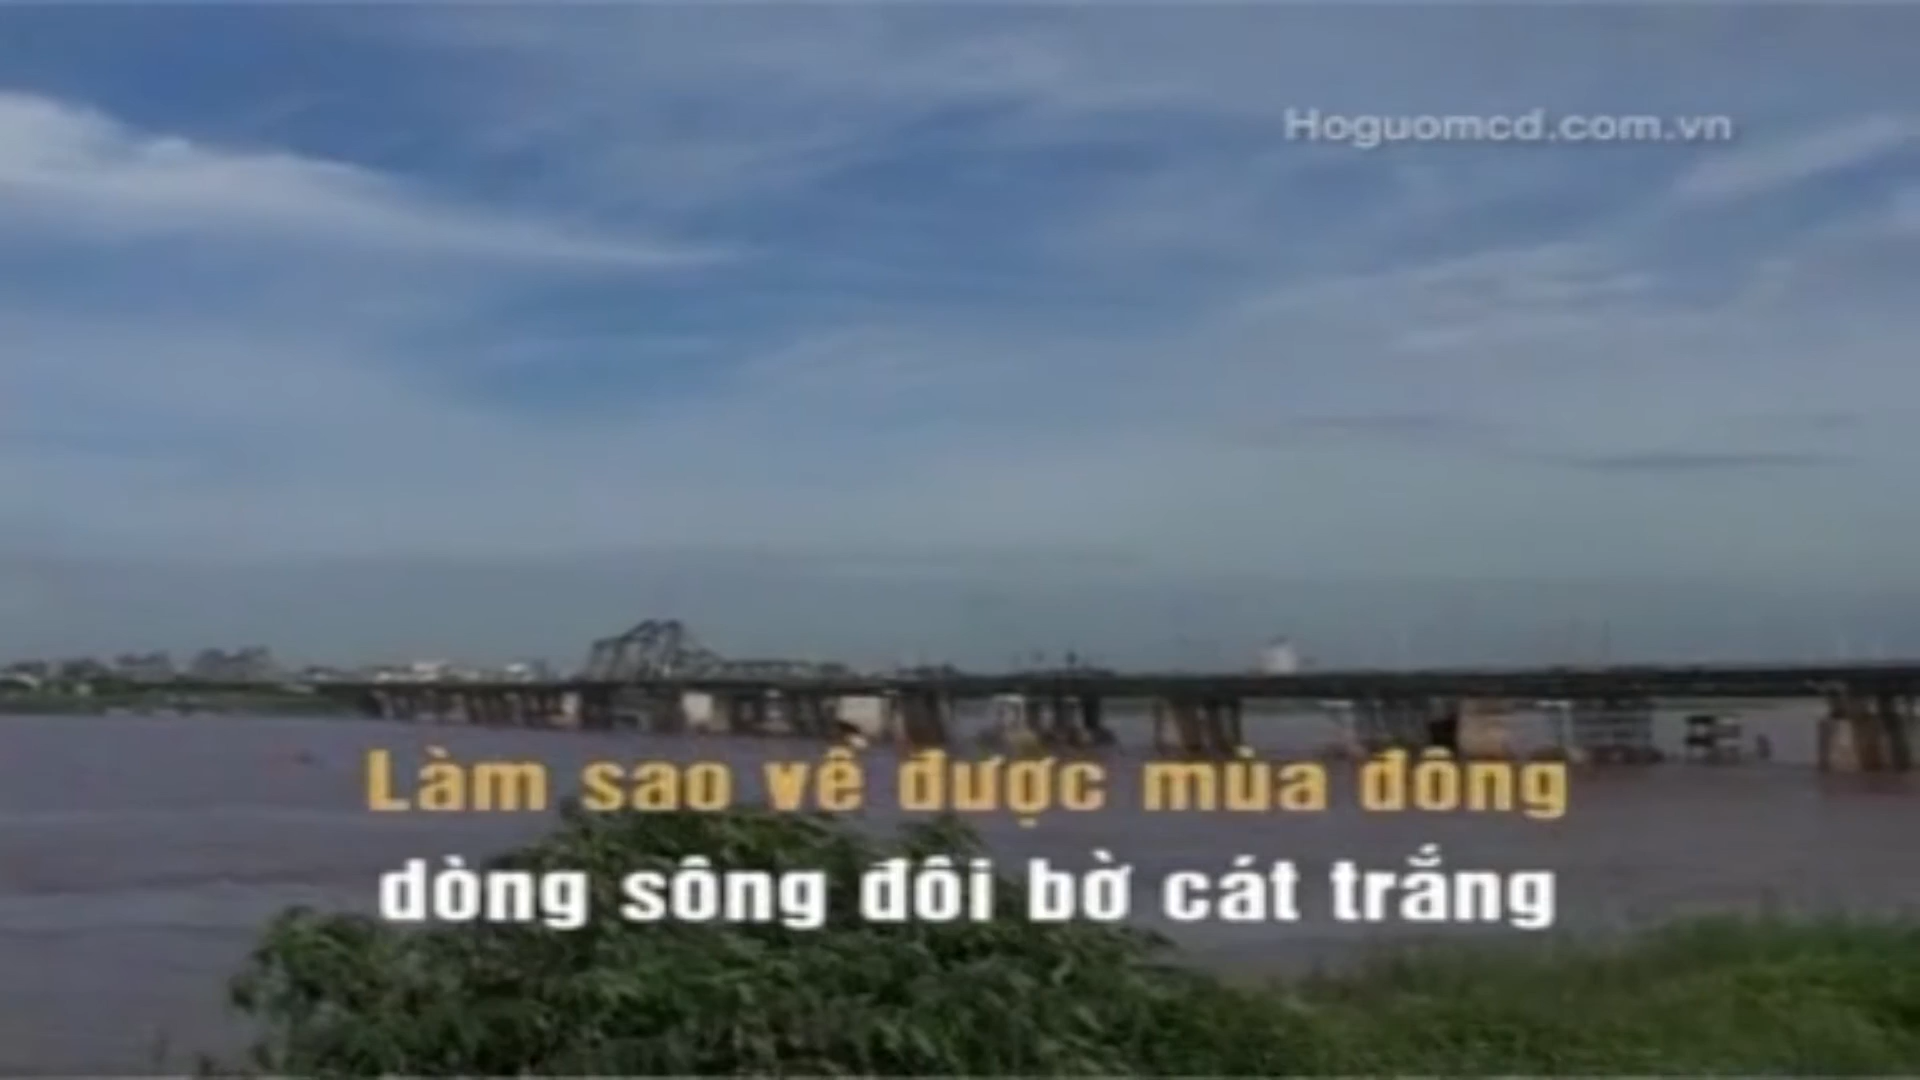 Hoguomcd.com.vn
Làm sao về được mùa đông
dòng sông đôi bờ cát trắng